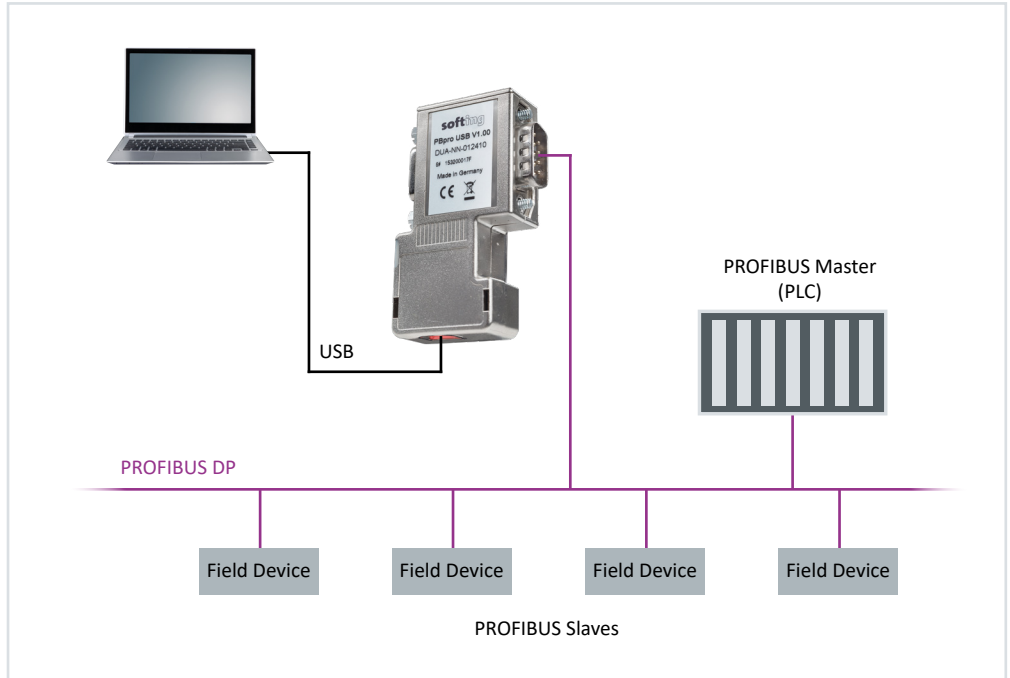 softing
PBpro USB V1.00
DUA-NN-012410
S# 153200017F
Made in Germany
CE
PROFIBUS Master
(PLC)
USB
PROFIBUS DP
Field Device
Field Device
Field Device
Field Device
PROFIBUS Slaves